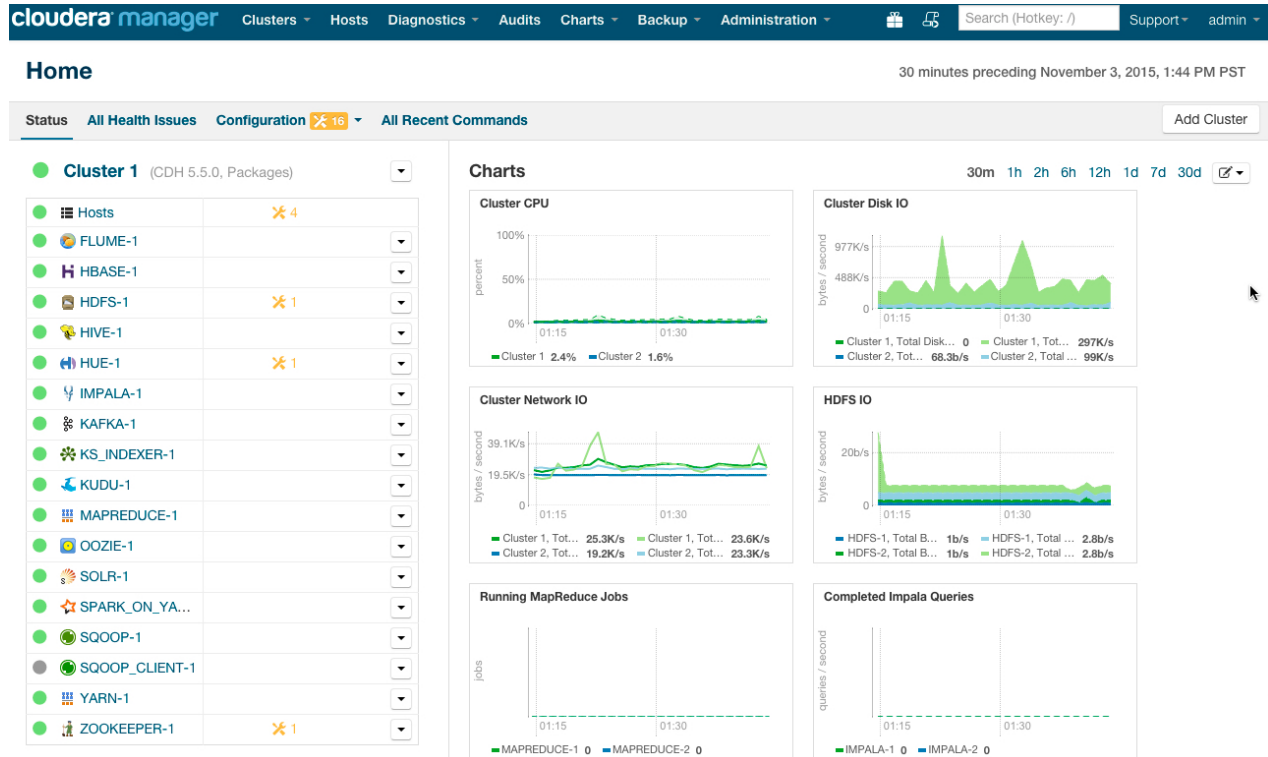 cloudera manager Clusters Hosts Diagnostics Audits Charts Backup Administration Search (Hotkey: /) Support admin
Home
30 minutes preceding November 3, 2015, 1:44 PM PST
Status All Health Issues Configuration 16 All Recent Commands Add Cluster
Cluster 1 (CDH 5.5.0, Packages)
Hosts 4
FLUME-1
HBASE-1
HDFS-1 1
HIVE-1
HUE-1 1
IMPALA-1
KAFKA-1
KS_INDEXER-1
KUDU-1
MAPREDUCE-1
OOZIE-1
SOLR-1
SPARK_ON_YA...
SQOOP-1
SQOOP_CLIENT-1
YARN-1
ZOOKEEPER-1 1
Charts
30m 1h 2h 6h 12h 1d 7d 30d
Cluster CPU
percent
100%
50%
0%
01:15 01:30
Cluster 1 2.4% Cluster 2 1.6%
Cluster Disk IO
bytes / second
977K/s
488K/s
0
01:15 01:30
Cluster 1, Total Disk... 0 Cluster 1, Tot... 297K/s
Cluster 2, Tot... 68.3b/s Cluster 2, Total ... 99K/s
Cluster Network IO
bytes / second
39.1K/s
19.5K/s
0
01:15 01:30
Cluster 1, Tot... 25.3K/s Cluster 1, Tot... 23.6K/s
Cluster 2, Tot... 19.2K/s Cluster 2, Tot... 23.3K/s
HDFS IO
bytes / second
20b/s
0
01:15 01:30
HDFS-1, Total B... 1b/s HDFS-1, Total ... 2.8b/s
HDFS-2, Total B... 1b/s HDFS-2, Total ... 2.8b/s
Running MapReduce Jobs
jobs
01:15 01:30
MAPREDUCE-1 0 MAPREDUCE-2 0
Completed Impala Queries
queries / second
01:15 01:30
IMPALA-1 0 IMPALA-2 0